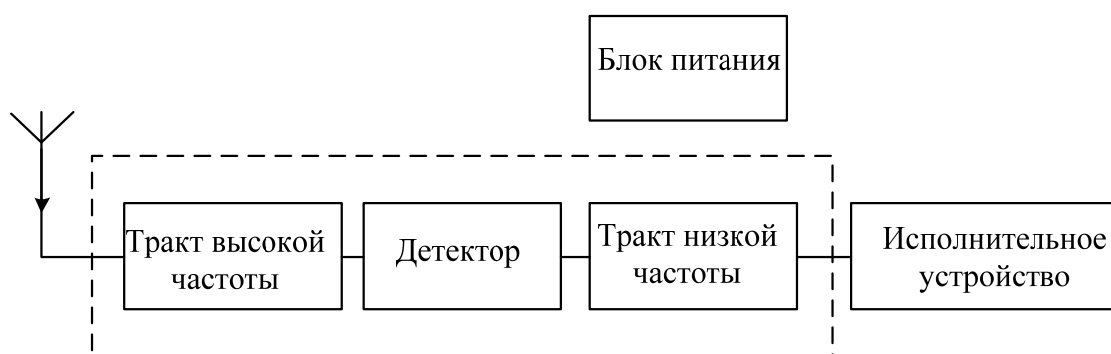 Блок питания
Тракт высокой
частоты
Детектор
Тракт низкой
частоты
Исполнительное
устройство